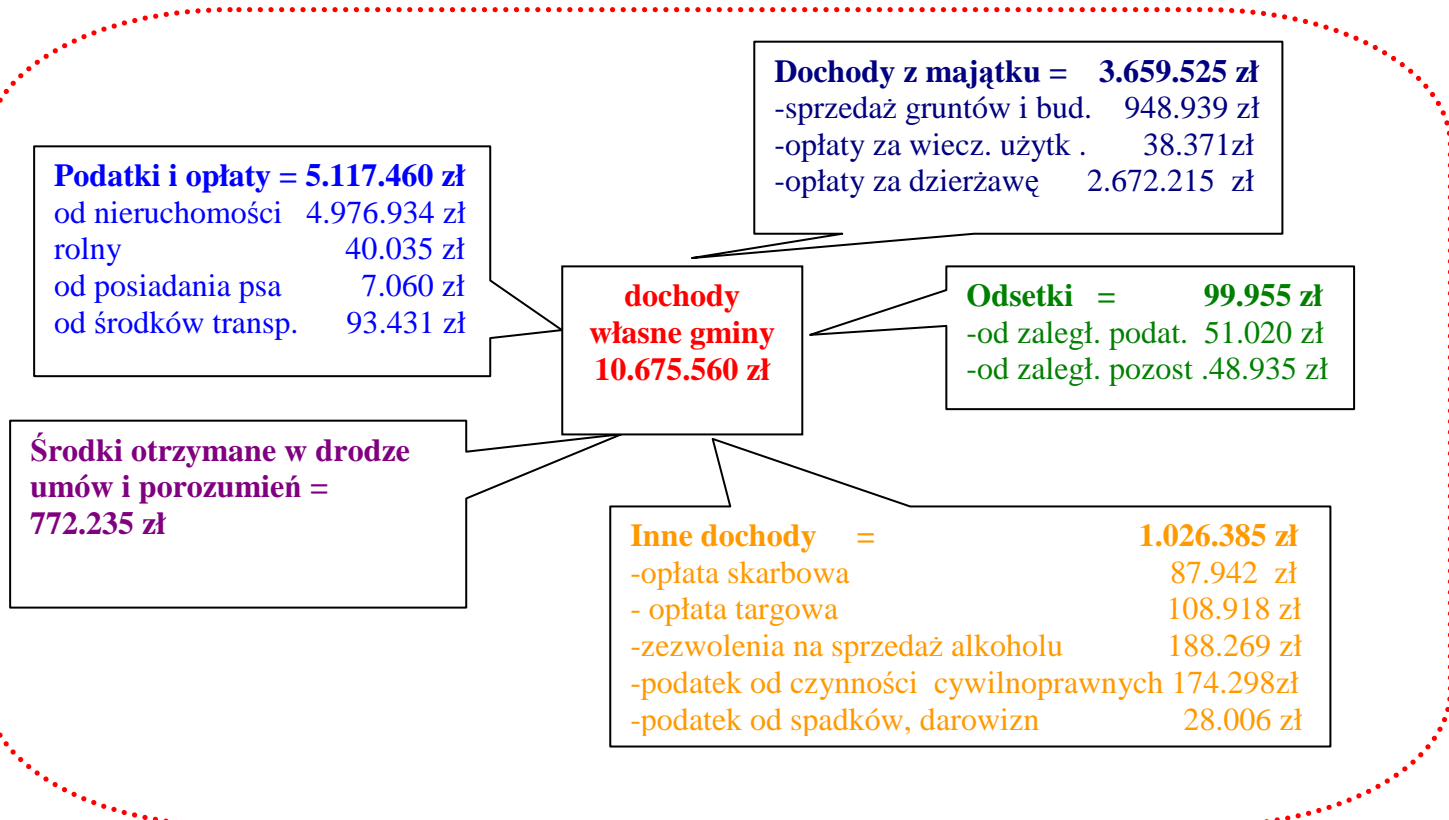 Dochody z majątku = 3.659.525 zł
-sprzedaż gruntów i bud. 948.939 zł
-opłaty za wiecz. użytk . 38.371zł
-opłaty za dzierżawę 2.672.215 zł
Podatki i opłaty = 5.117.460 zł
od nieruchomości 4.976.934 zł
rolny 40.035 zł
od posiadania psa 7.060 zł
od środków transp. 93.431 zł
dochody
własne gminy
10.675.560 zł
Odsetki = 99.955 zł
-od zaległ. podat. 51.020 zł
-od zaległ. pozost .48.935zł
Środki otrzymane w drodze
umów i porozumień =
772.235 zł
Inne dochody = 1.026.385 zł
-opłata skarbowa 87.942 zł
- opłata targowa 108.918 zł
-zezwolenia na sprzedaż alkoholu 188.269 zł
-podatek od czynności cywilnoprawnych 174.298zł
-podatek od spadków, darowizn 28.006 zł